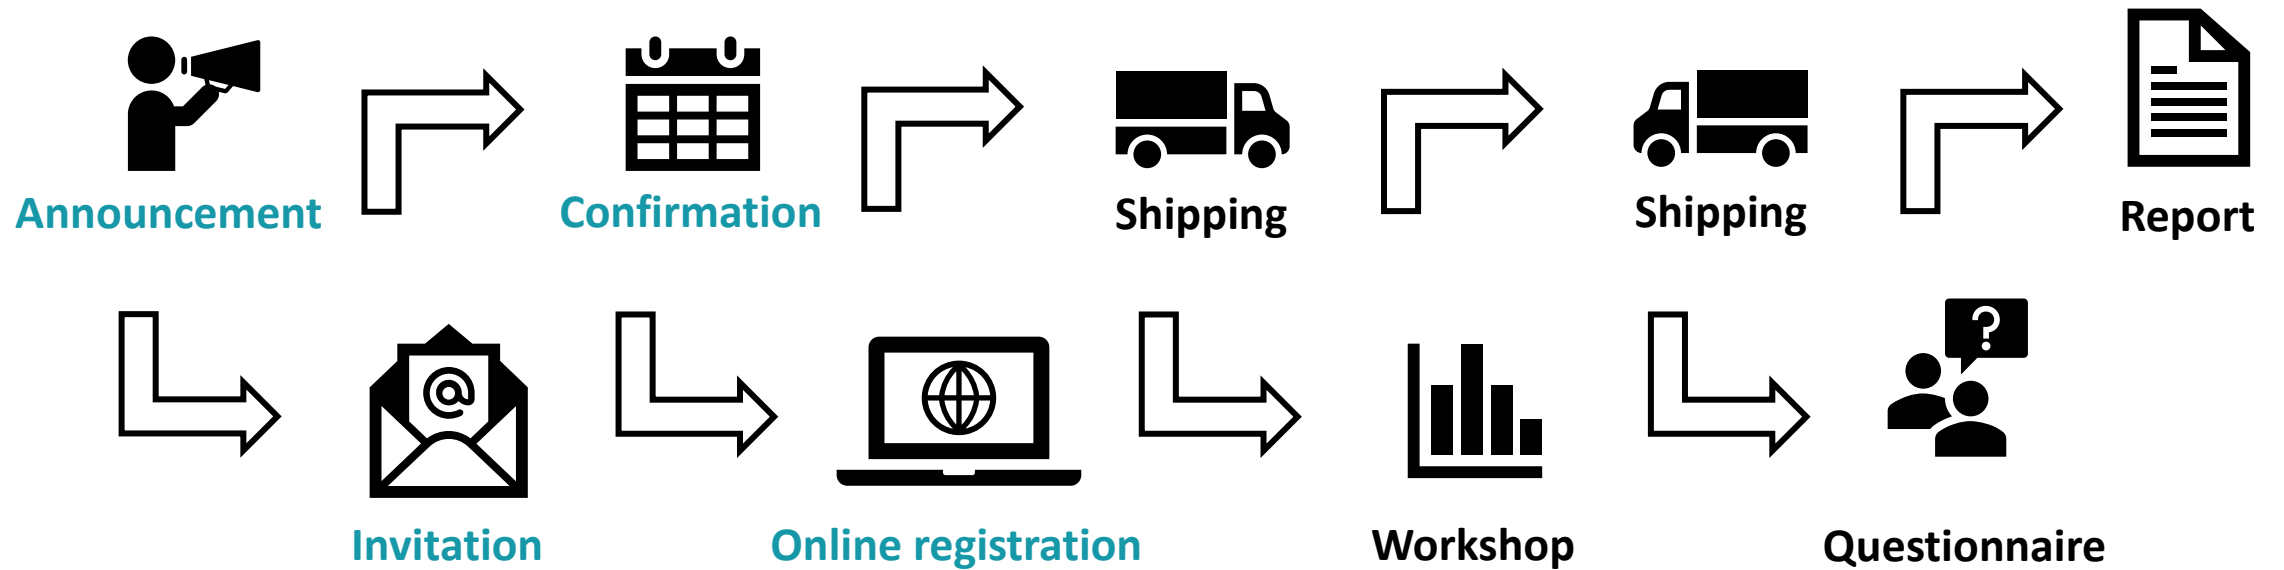 Announcement
Confirmation
Shipping
Shipping
Report
@
?
Invitation
Online registration
Workshop
Questionnaire